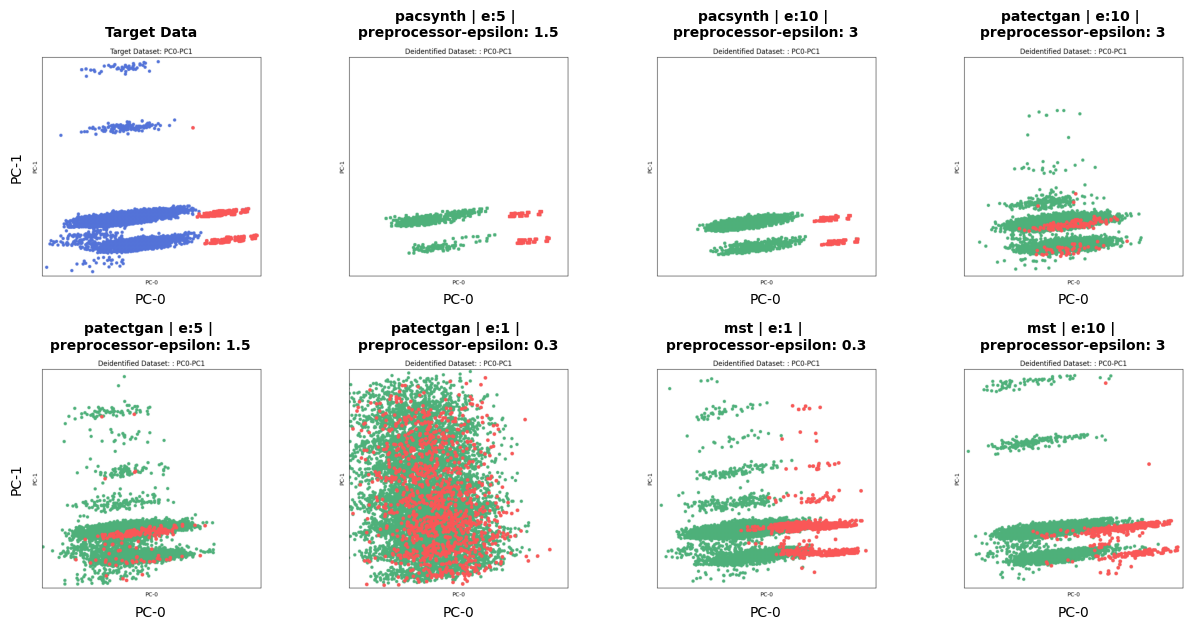 Target Data
Target Dataset: PC0-PC1
PC-1
PC-1
PC-0
PC-0
pacsynth | e:5 |
preprocessor-epsilon: 1.5
Deidentified Dataset: : PC0-PC1
PC-1
PC-0
PC-0
pacsynth | e:10 |
preprocessor-epsilon: 3
Deidentified Dataset: : PC0-PC1
PC-1
PC-0
PC-0
patectgan | e:10 |
preprocessor-epsilon: 3
Deidentified Dataset: : PC0-PC1
PC-1
PC-0
PC-0
patectgan | e:5 |
preprocessor-epsilon: 1.5
Deidentified Dataset: : PC0-PC1
PC-1
PC-1
PC-0
PC-0
patectgan | e:1 |
preprocessor-epsilon: 0.3
Deidentified Dataset: : PC0-PC1
PC-1
PC-0
PC-0
mst | e:1 |
preprocessor-epsilon: 0.3
Deidentified Dataset: : PC0-PC1
PC-1
PC-0
PC-0
mst | e:10 |
preprocessor-epsilon: 3
Deidentified Dataset: : PC0-PC1
PC-1
PC-0
PC-0